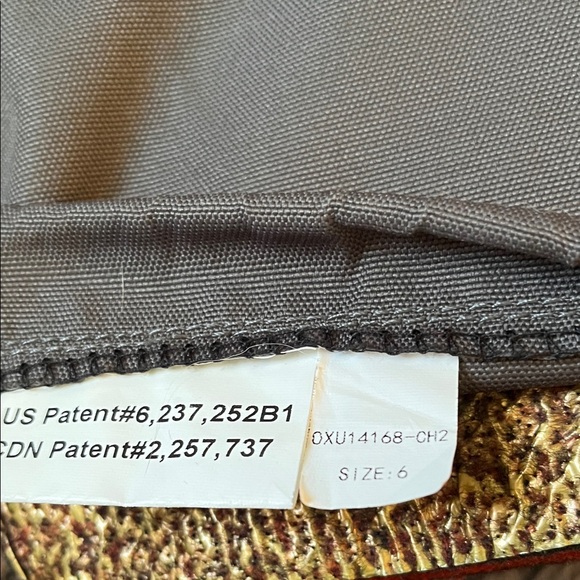 US Patent#6,237,252B1
CDN Patent#2,257,737
OXU14168-CH2
SIZE:6